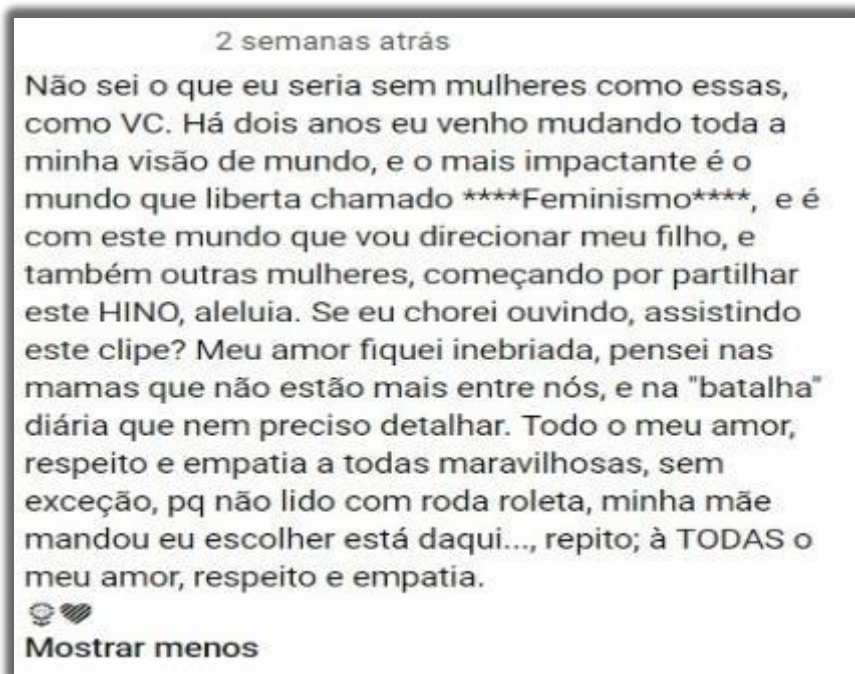 2 semanas atrás
Não sei o que eu seria sem mulheres como essas,
como VC. Há dois anos eu venho mudando toda a
minha visão de mundo, e o mais impactante é o
mundo que liberta chamado ****Feminismo****,  e é
com este mundo que vou direcionar meu filho, e
também outras mulheres, começando por partilhar
este HINO, aleluia. Se eu chorei ouvindo, assistindo
este clipe? Meu amor fiquei inebriada, pensei nas
mamas que não estão mais entre nós, e na "batalha"
diária que nem preciso detalhar. Todo o meu amor,
respeito e empatia a todas maravilhosas, sem
exceção, pq não lido com roda roleta, minha mãe
mandou eu escolher está daqui..., repito; à TODAS o
meu amor, respeito e empatia.
Mostrar menos